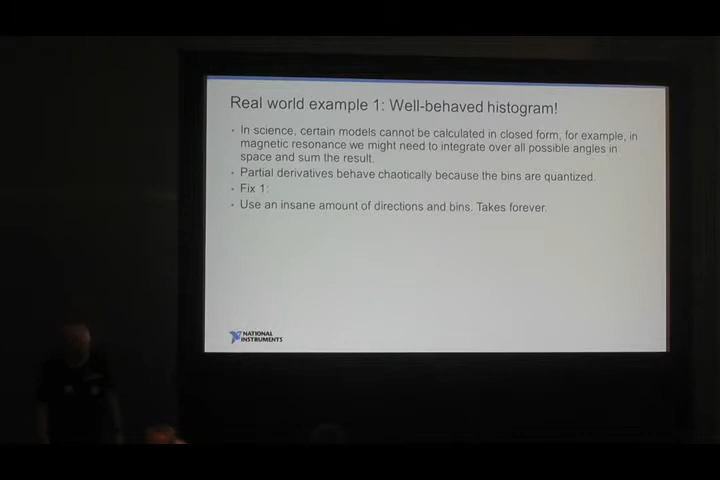 Real world example 1: Well-behaved histogram!
• In science, certain models cannot be calculated in closed form, for example, in
magnetic resonance we might need to integrate over all possible angles in
space and sum the result.
• Partial derivatives behave chaotically because the bins are quantized.
• Fix 1:
• Use an insane amount of directions and bins. Takes forever.
NATIONAL
INSTRUMENTS